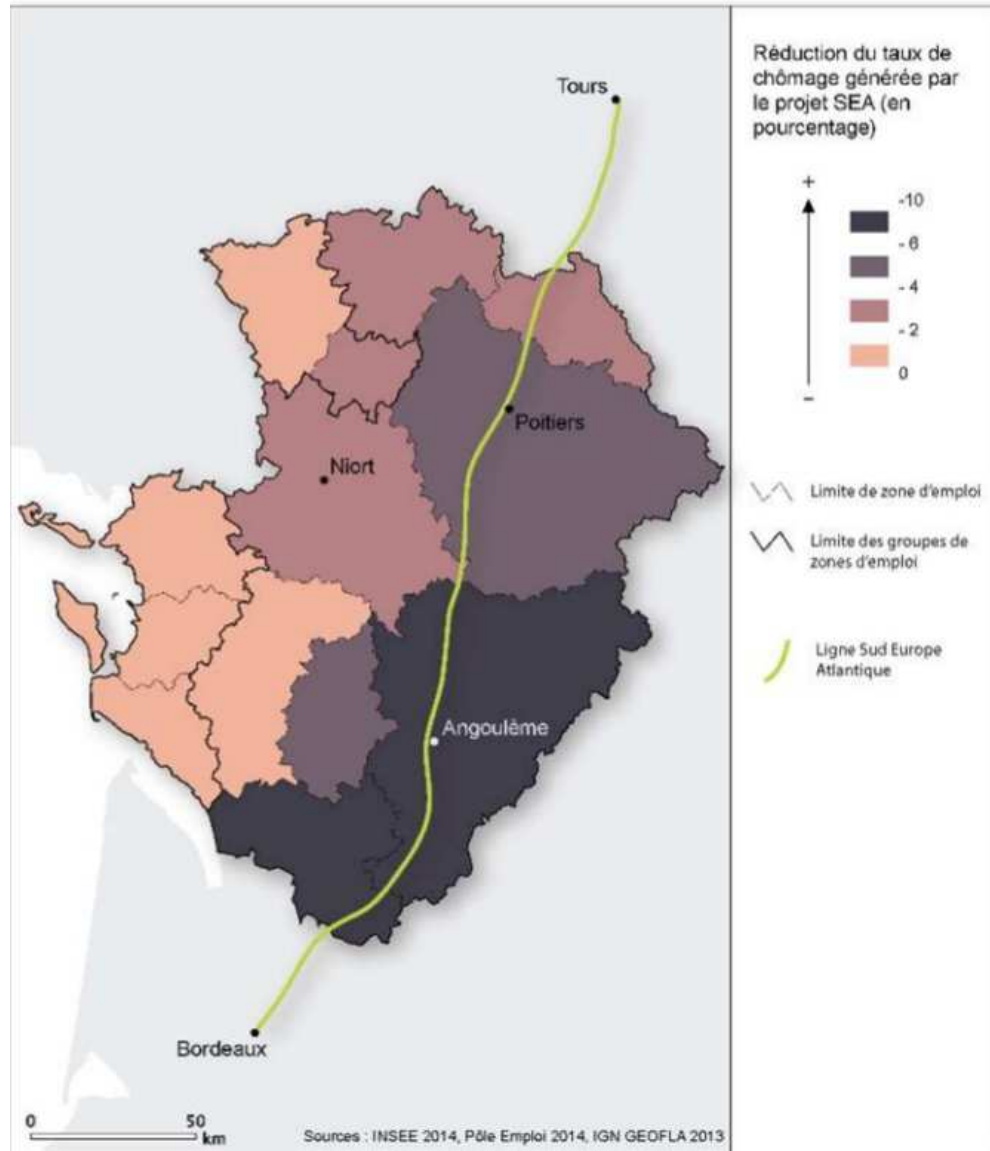 Tours
Poitiers
Niort
Angoulême
Bordeaux
0 50
km
Sources : INSEE 2014, Pôle Emploi 2014, IGN GEOFLA 2013
Réduction du taux de
chômage générée par
le projet SEA (en
pourcentage)
+
-10
- 6
- 4
- 2
0
–
Limite de zone d'emploi
Limite des groupes de
zones d'emploi
Ligne Sud Europe
Atlantique